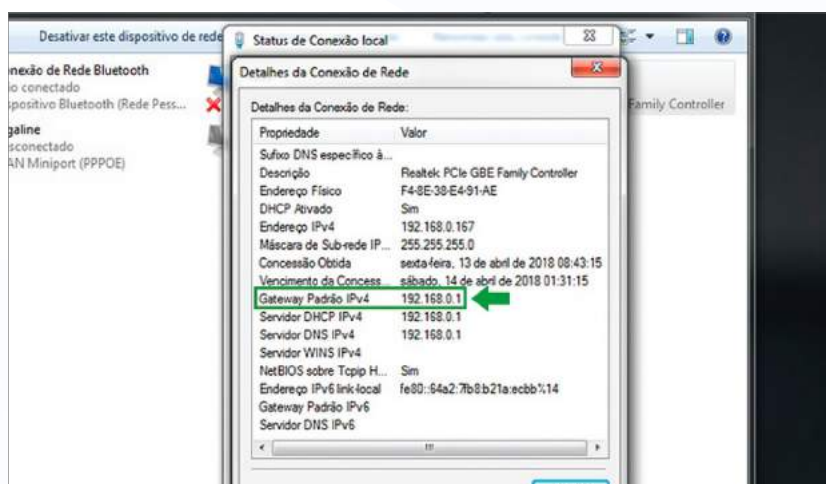 Desativar este dispositivo de rede
Status de Conexão local
nexão de Rede Bluetooth
o conectado
spositivo Bluetooth (Rede Pess...
galine
sconectado
AN Miniport (PPPOE)
Family Controller
Detalhes da Conexão de Rede
Detalhes da Conexão de Rede:
Propriedade Valor
Sufixo DNS específico à...
Descrição Realtek PCIe GBE Family Controller
Endereço Físico F4-8E-38-E4-91-AE
DHCP Ativado Sim
Endereço IPv4 192.168.0.167
Máscara de Sub-rede IP... 255.255.255.0
Concessão Obtida sexta-feira, 13 de abril de 2018 08:43:15
Vencimento da Concess... sábado, 14 de abril de 2018 01:31:15
Gateway Padrão IPv4 192.168.0.1
Servidor DHCP IPv4 192.168.0.1
Servidor DNS IPv4 192.168.0.1
Servidor WINS IPv4
NetBIOS sobre Tcpip H... Sim
Endereço IPv6 link-local fe80::64a2:7fb8:b21a:ecbb%14
Gateway Padrão IPv6
Servidor DNS IPv6